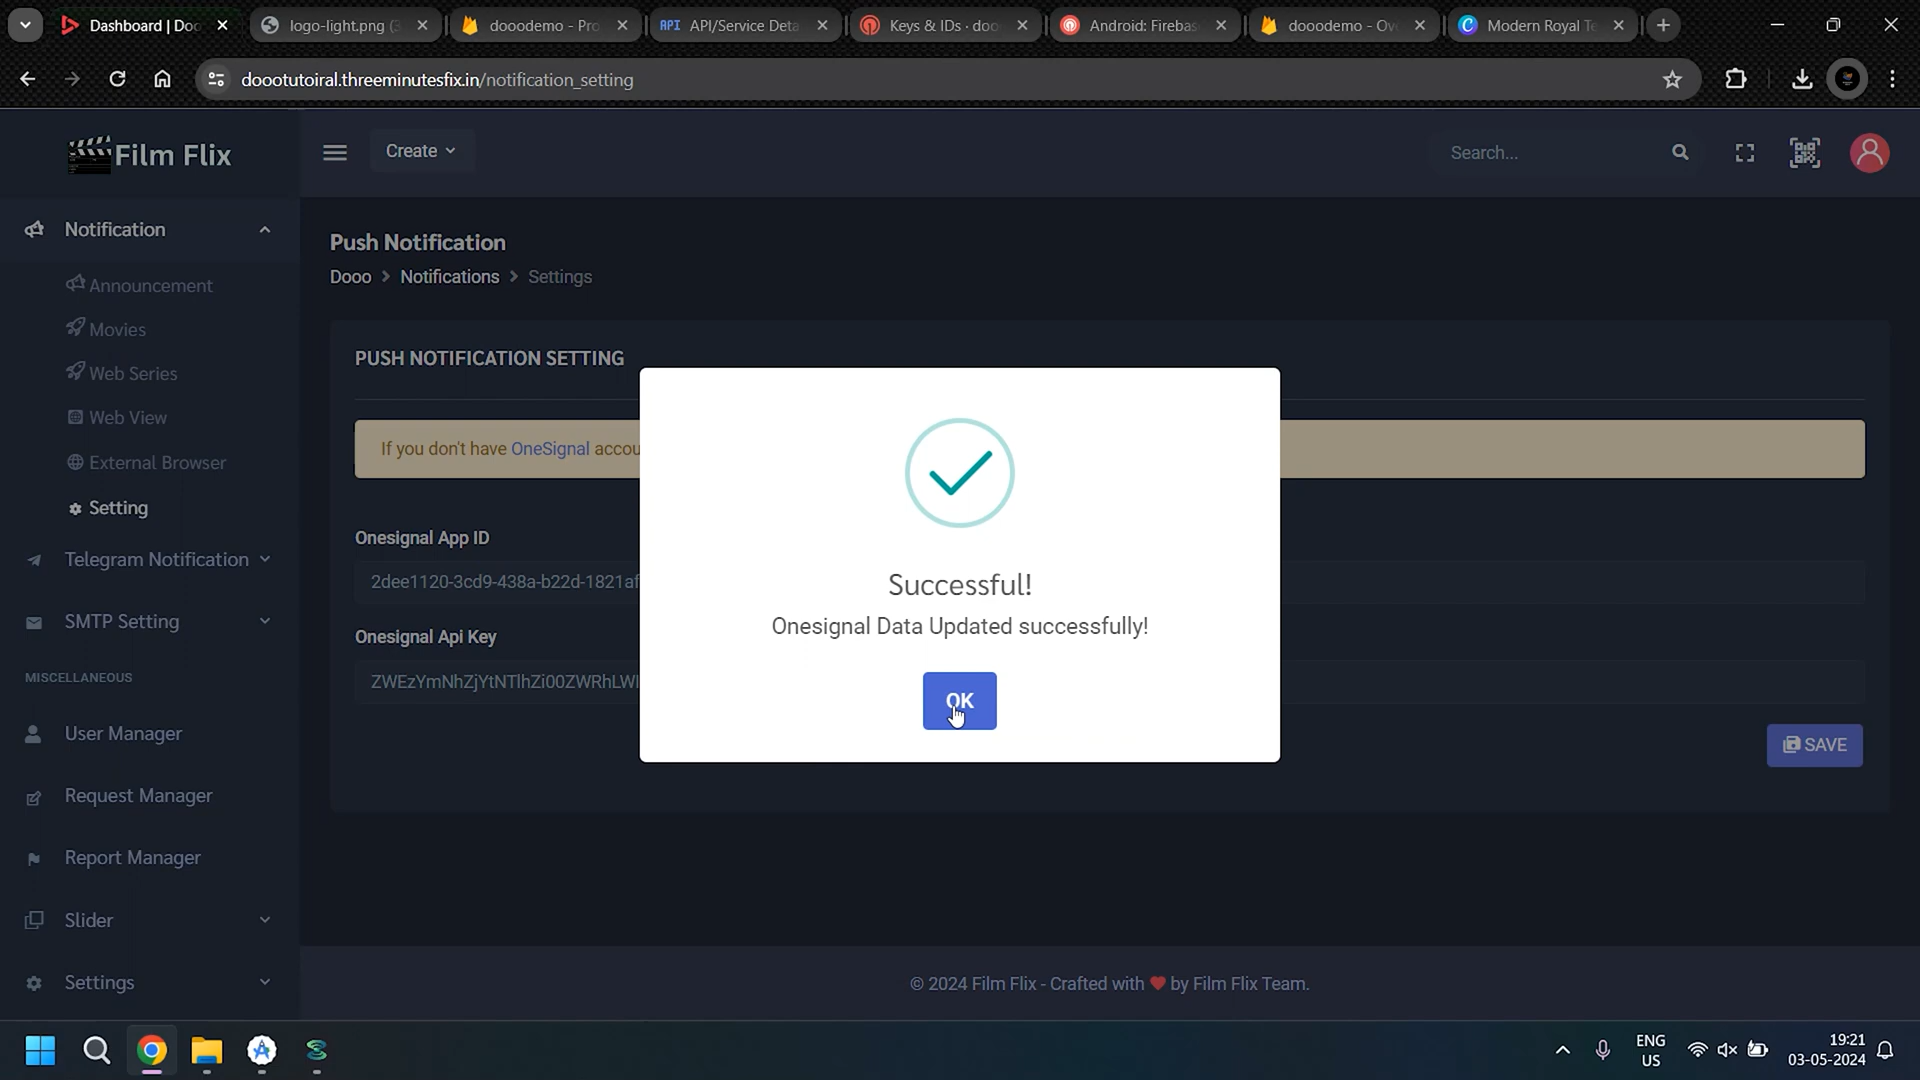 Dashboard | Doo
logo-light.png (3
dooodemo - Pro
API API/Service Deta
Keys & IDs · doo
Android: Firebas
dooodemo - Ov
Modern Royal Te
doootutoiral.threeminutesfix.in/notification_setting
Film Flix
Create
Search...
Notification
Announcement
Movies
Web Series
Web View
External Browser
Setting
Telegram Notification
SMTP Setting
MISCELLANEOUS
User Manager
Request Manager
Report Manager
Slider
Settings
Push Notification
Dooo > Notifications > Settings
PUSH NOTIFICATION SETTING
If you don't have OneSignal accou
Onesignal App ID
2dee1120-3cd9-438a-b22d-1821af
Onesignal Api Key
ZWEzYmNhZjYtNTlhZi00ZWRhLWI
SAVE
Successful!
Onesignal Data Updated successfully!
OK
© 2024 Film Flix - Crafted with by Film Flix Team.
ENG
US
19:21
03-05-2024